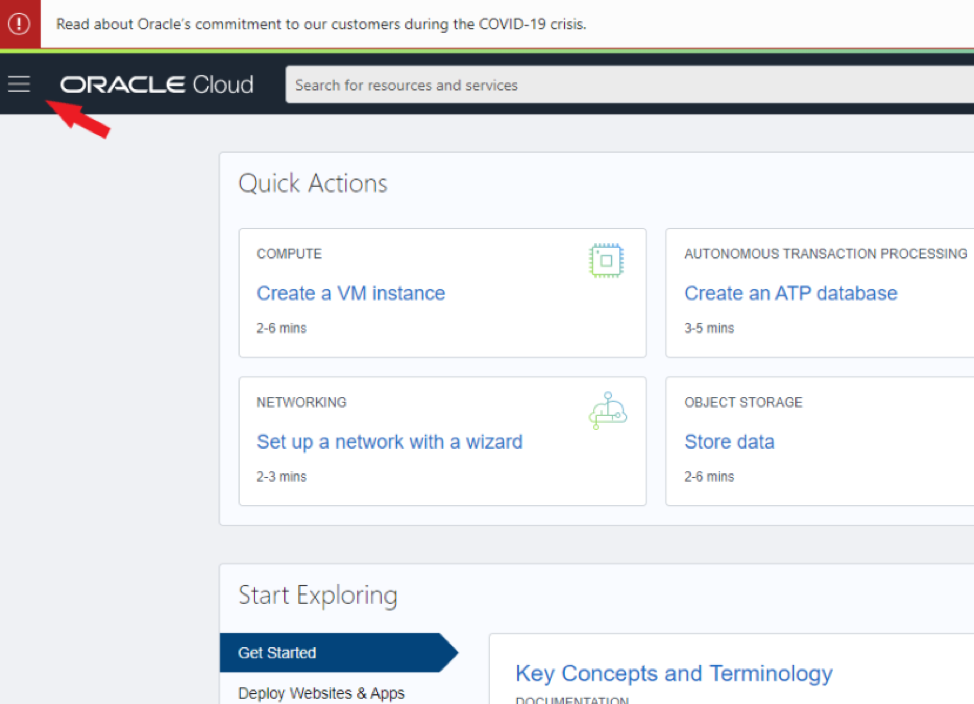 Read about Oracle's commitment to our customers during the COVID-19 crisis.
ORACLE Cloud
Search for resources and services
Quick Actions
COMPUTE
Create a VM instance
2-6 mins
AUTONOMOUS TRANSACTION PROCESSING
Create an ATP database
3-5 mins
NETWORKING
Set up a network with a wizard
2-3 mins
OBJECT STORAGE
Store data
2-6 mins
Start Exploring
Get Started
Deploy Websites & Apps
Key Concepts and Terminology
DOCUMENTATION